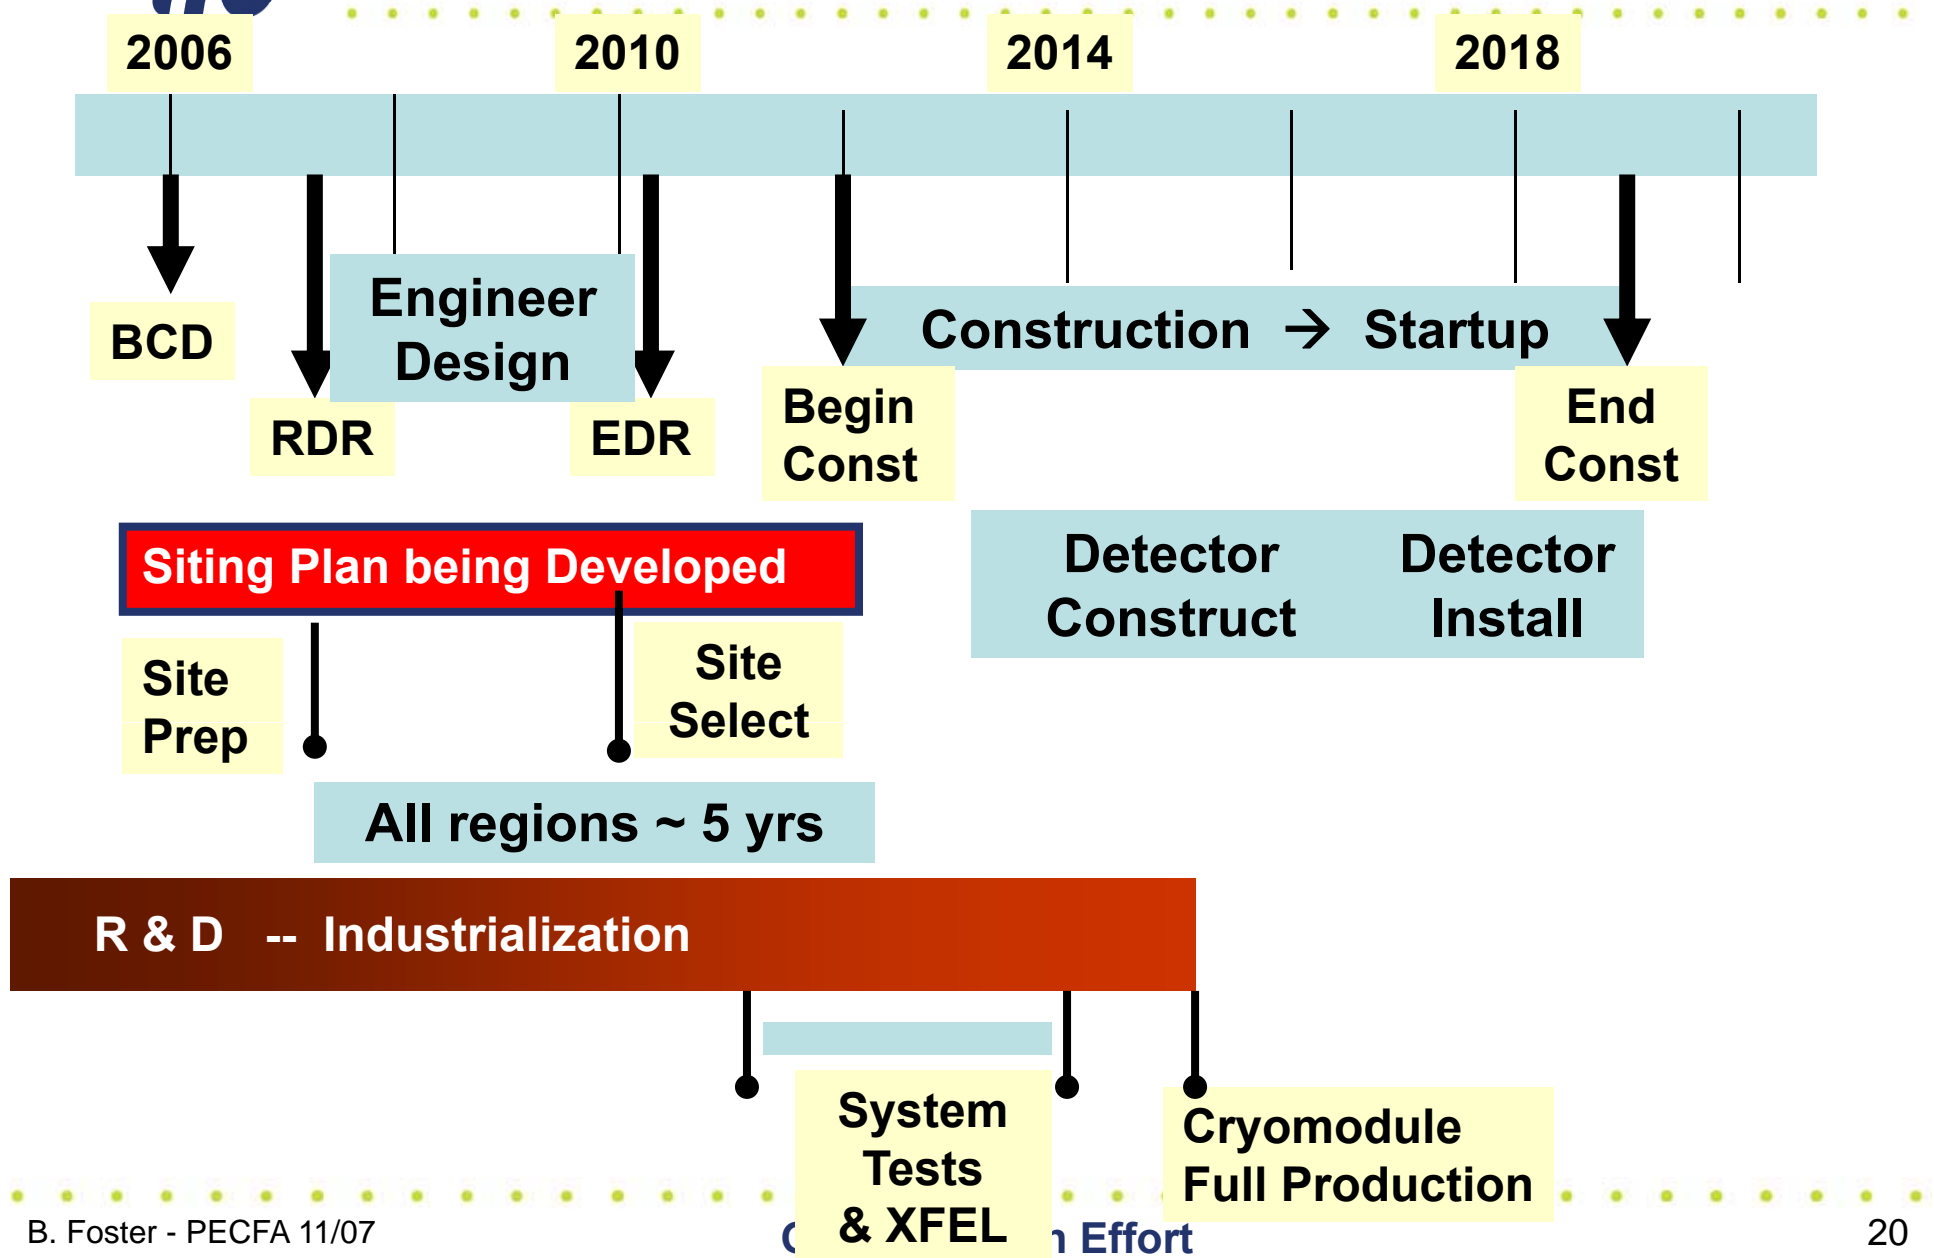 2006 2010 2014 2018
Engineer
Design
BCD
Construction → Startup
RDR
EDR
Begin
Const
End
Const
Siting Plan being Developed
Detector
Construct
Detector
Install
Site
Prep
Site
Select
All regions ~ 5 yrs
R & D -- Industrialization
System
Tests
& XFEL
Cryomodule
Full Production
B. Foster - PECFA 11/07
Effort
20